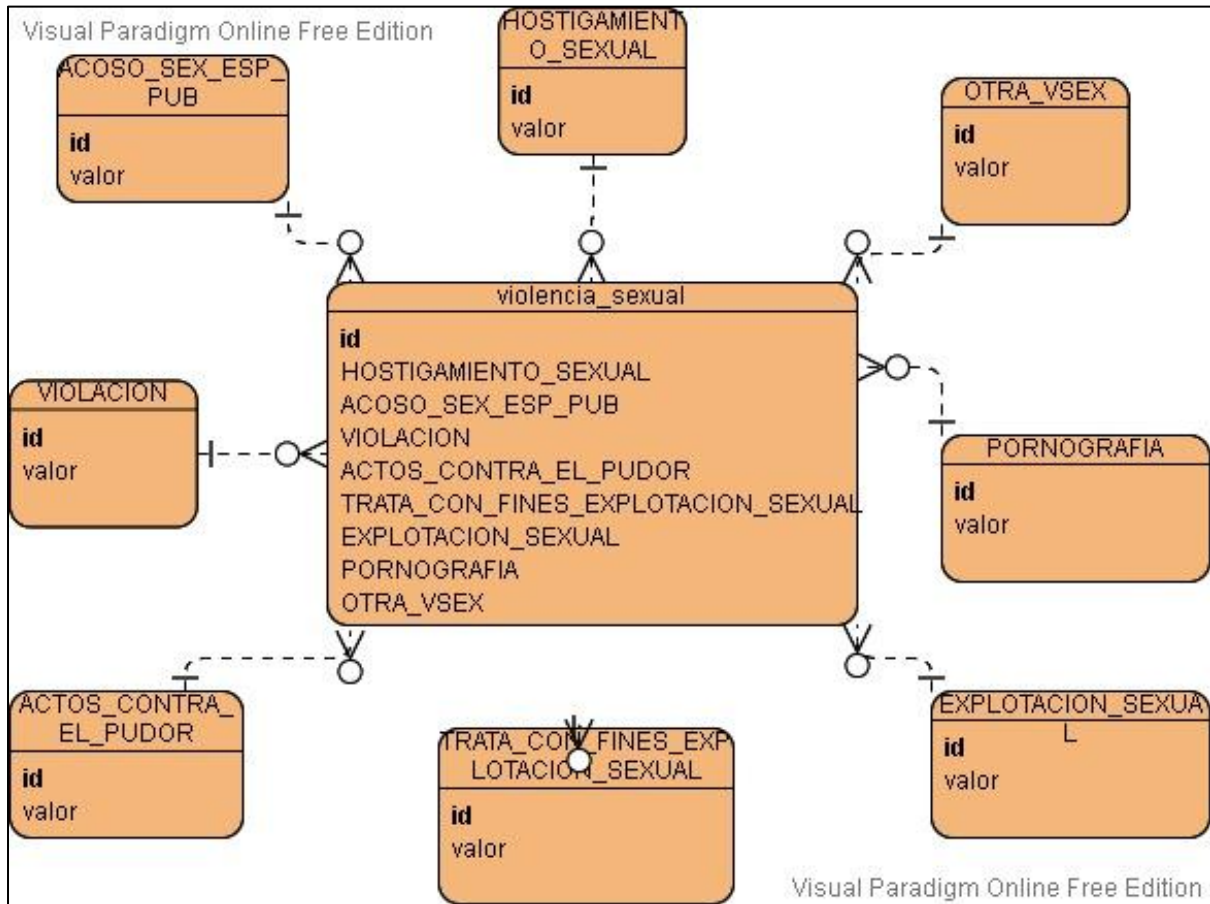 Visual Paradigm Online Free Edition
HOSTIGAMIENT
O_SEXUAL
id
valor
ACOSO_SEX_ESP_
PUB
id
valor
OTRA_VSEX
id
valor
violencia_sexual
id
HOSTIGAMIENTO_SEXUAL
ACOSO_SEX_ESP_PUB
VIOLACION
ACTOS_CONTRA_EL_PUDOR
TRATA_CON_FINES_EXPLOTACION_SEXUAL
EXPLOTACION_SEXUAL
PORNOGRAFIA
OTRA_VSEX
VIOLACION
id
valor
PORNOGRAFIA
id
valor
ACTOS_CONTRA_
EL_PUDOR
id
valor
TRATA_CON_FINES_EXP
LOTACION_SEXUAL
id
valor
EXPLOTACION_SEXUA
L
id
valor
Visual Paradigm Online Free Edition